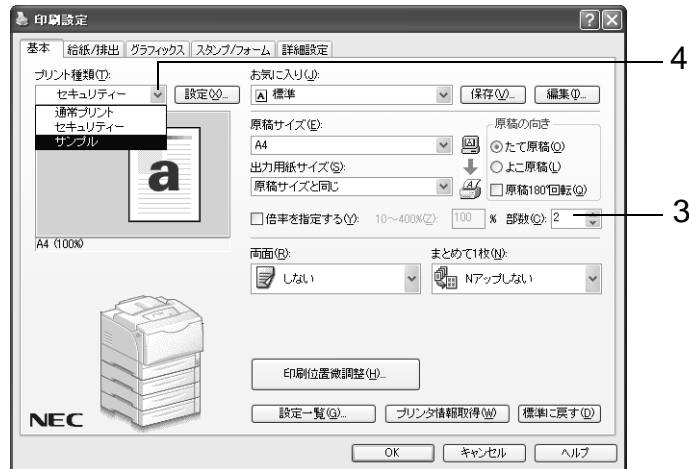 印刷設定
基本 給紙/排出 グラフィックス スタンプ/フォーム 詳細設定
4
プリント種類(T):
セキュリティー 設定(X)...
通常プリント
セキュリティー
サンプル
a
A4 (100%)
NEC
お気に入り(J):
A 標準 保存(V)... 編集(I)...
原稿サイズ(E):
A4
出力用紙サイズ(S):
原稿サイズと同じ
原稿の向き
たて原稿(O)
よこ原稿(L)
原稿180°回転(Q)
倍率を指定する(Y): 10~400%(Z): 100 % 部数(C): 2
3
両面(R):
しない
まとめて1枚(N):
Nアップしない
印刷位置微調整(H)...
設定一覧(G)... プリンタ情報取得(W) 標準に戻す(D)
OK キャンセル ヘルプ